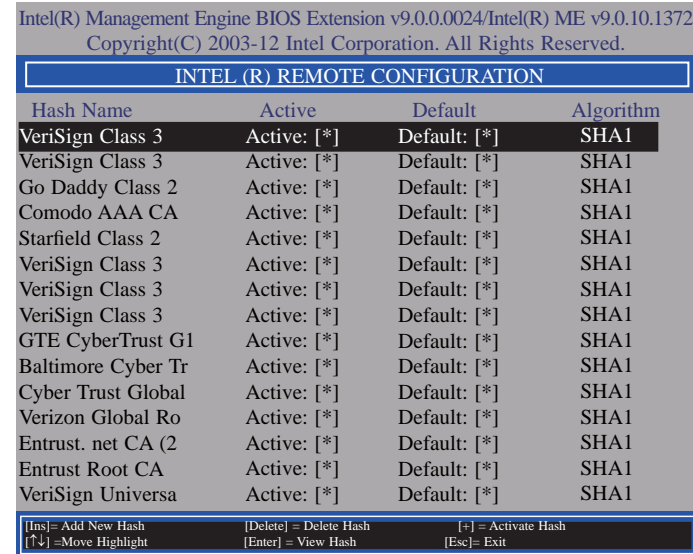 Intel(R) Management Engine BIOS Extension v9.0.0.0024/Intel(R) ME v9.0.10.1372
Copyright(C) 2003-12 Intel Corporation. All Rights Reserved.
INTEL (R) REMOTE CONFIGURATION
Hash Name Active Default Algorithm
VeriSign Class 3 Active: [*] Default: [*] SHA1
VeriSign Class 3 Active: [*] Default: [*] SHA1
Go Daddy Class 2 Active: [*] Default: [*] SHA1
Comodo AAA CA Active: [*] Default: [*] SHA1
Starfield Class 2 Active: [*] Default: [*] SHA1
VeriSign Class 3 Active: [*] Default: [*] SHA1
VeriSign Class 3 Active: [*] Default: [*] SHA1
VeriSign Class 3 Active: [*] Default: [*] SHA1
GTE CyberTrust G1 Active: [*] Default: [*] SHA1
Baltimore Cyber Tr Active: [*] Default: [*] SHA1
Cyber Trust Global Active: [*] Default: [*] SHA1
Verizon Global Ro Active: [*] Default: [*] SHA1
Entrust. net CA (2 Active: [*] Default: [*] SHA1
Entrust Root CA Active: [*] Default: [*] SHA1
VeriSign Universa Active: [*] Default: [*] SHA1
[Ins]= Add New Hash [Delete] = Delete Hash [+] = Activate Hash
[↑↓] =Move Highlight [Enter] = View Hash [Esc]= Exit